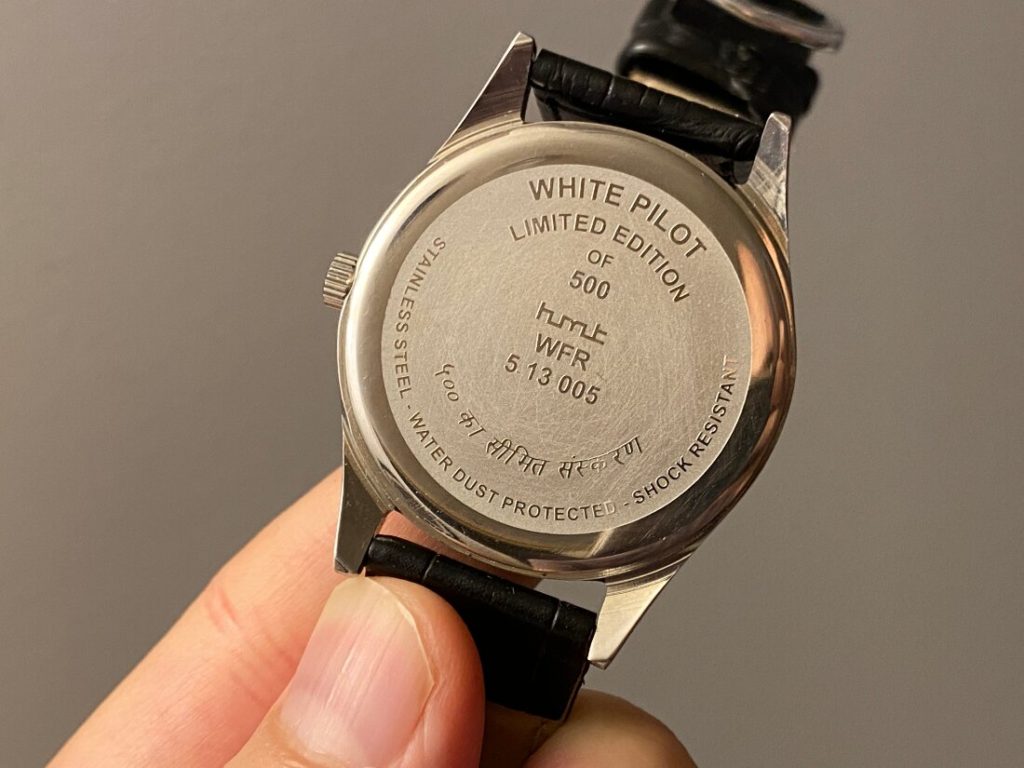 WHITE PILOT
LIMITED EDITION
OF
500
hmt
WFR
5 13 005
५०० का सीमित संस्करण
STAINLESS STEEL - WATER DUST PROTECTED - SHOCK RESISTANT